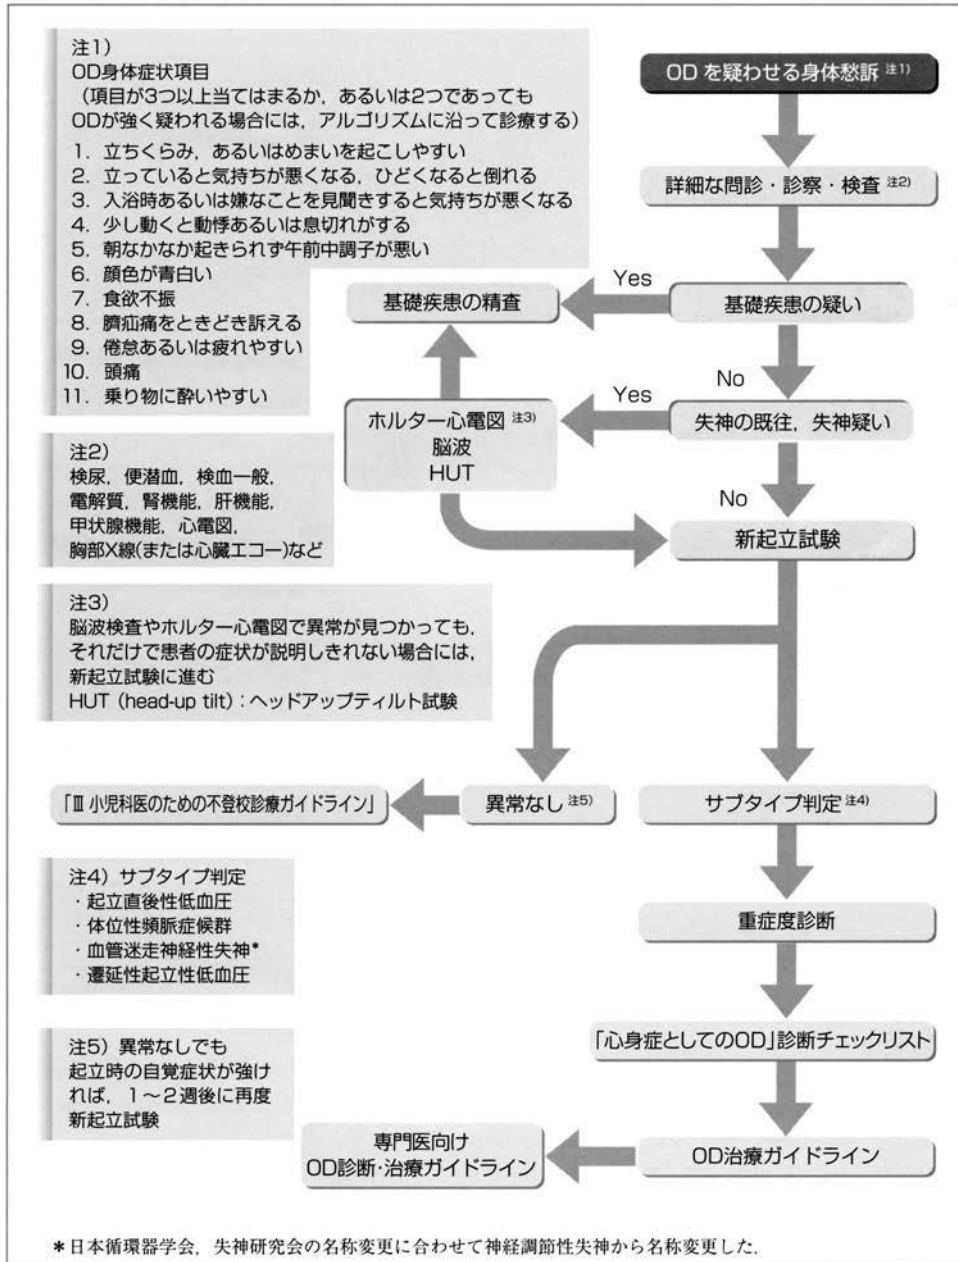 注1)
OD身体症状項目
（項目が3つ以上当てはまるか，あるいは2つであっても
ODが強く疑われる場合には，アルゴリズムに沿って診療する）
1．立ちくらみ，あるいはめまいを起こしやすい
2．立っていると気持ちが悪くなる，ひどくなると倒れる
3．入浴時あるいは嫌なことを見聞きすると気持ちが悪くなる
4．少し動くと動悸あるいは息切れがする
5．朝なかなか起きられず午前中調子が悪い
6．顔色が青白い
7．食欲不振
8．臍疝痛をときどき訴える
9．倦怠あるいは疲れやすい
10．頭痛
11．乗り物に酔いやすい
ODを疑わせる身体愁訴 注1)
詳細な問診・診察・検査 注2)
基礎疾患の精査
Yes
基礎疾患の疑い
No
ホルター心電図 注3)
脳波
HUT
Yes
失神の既往，失神疑い
No
新起立試験
注2)
検尿，便潜血，検血一般，
電解質，腎機能，肝機能，
甲状腺機能，心電図，
胸部X線(または心臓エコー)など
注3)
脳波検査やホルター心電図で異常が見つかっても，
それだけで患者の症状が説明しきれない場合には，
新起立試験に進む
HUT（head-up tilt）：ヘッドアップティルト試験
「Ⅲ 小児科医のための不登校診療ガイドライン」
異常なし 注5)
サブタイプ判定 注4)
注4）サブタイプ判定
・起立直後性低血圧
・体位性頻脈症候群
・血管迷走神経性失神*
・遷延性起立性低血圧
重症度診断
注5）異常なしでも
起立時の自覚症状が強け
れば，1～2週後に再度
新起立試験
「心身症としてのOD」診断チェックリスト
専門医向け
OD診断・治療ガイドライン
OD治療ガイドライン
*日本循環器学会，失神研究会の名称変更に合わせて神経調節性失神から名称変更した．